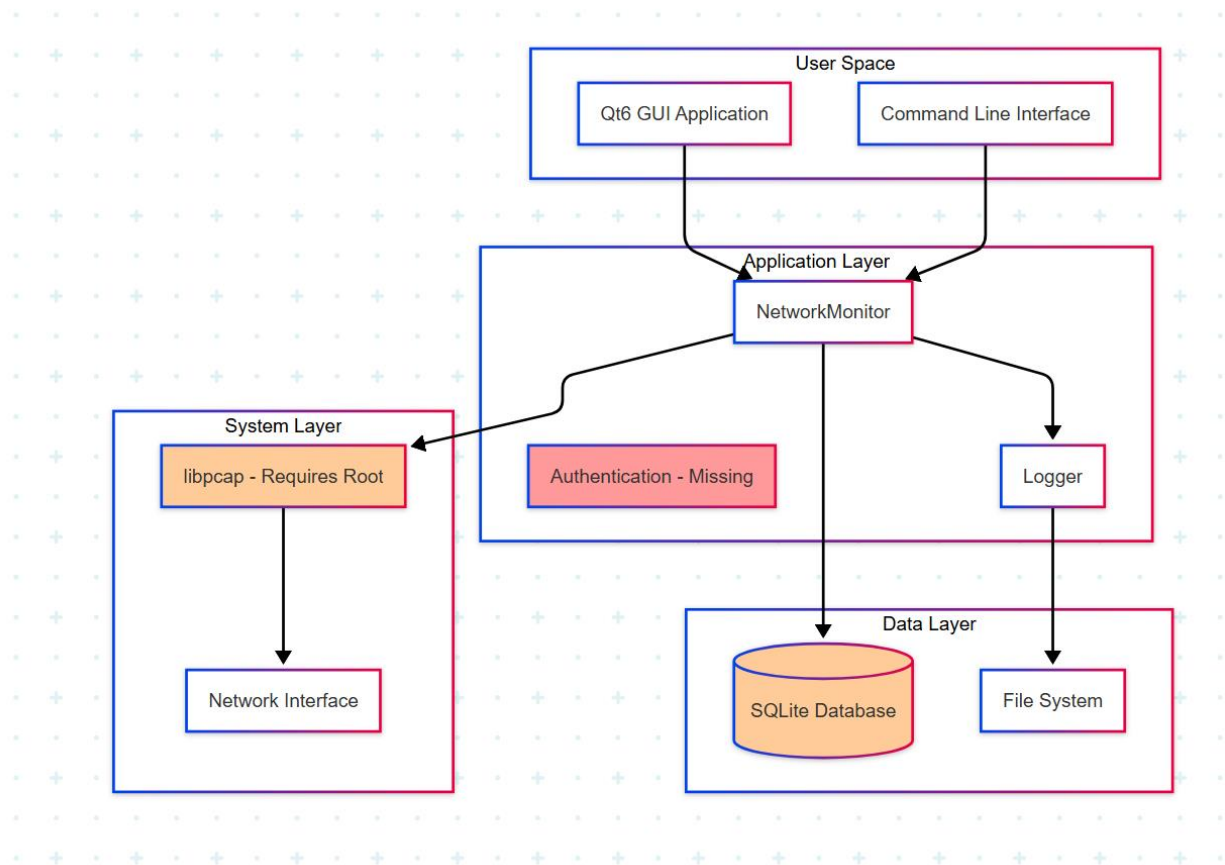 User Space
Qt6 GUI Application
Command Line Interface
Application Layer
NetworkMonitor
System Layer
libpcap - Requires Root
Authentication - Missing
Logger
Data Layer
Network Interface
SQLite Database
File System